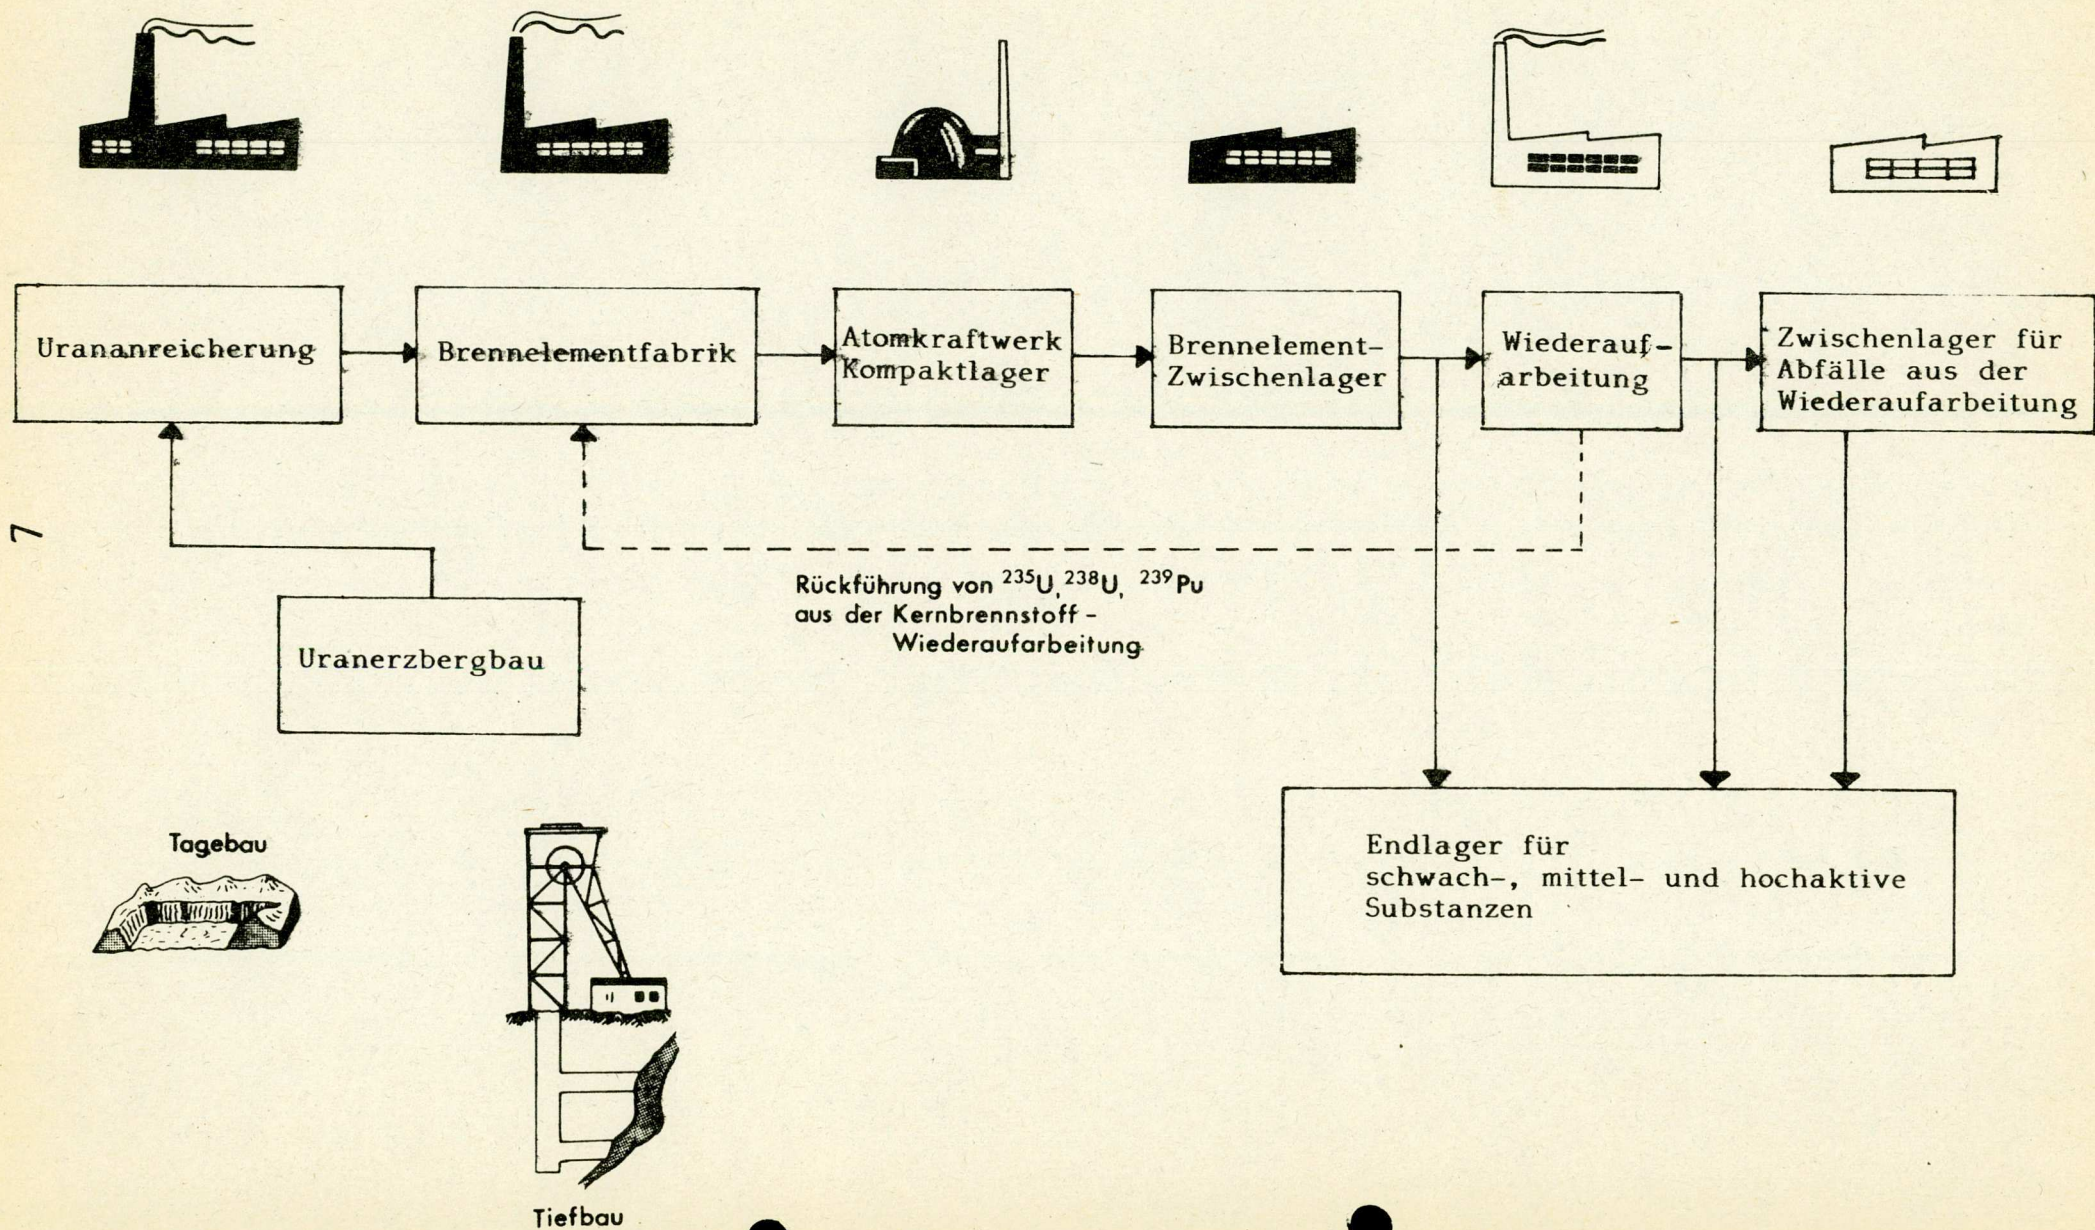 Urananreicherung
Brennelementfabrik
Atomkraftwerk
Kompaktlager
Brennelement-
Zwischenlager
Wiederauf-
arbeitung
Zwischenlager für
Abfälle aus der
Wiederaufarbeitung
7
Rückführung von ²³⁵U, ²³⁸U, ²³⁹Pu
aus der Kernbrennstoff-
Wiederaufarbeitung
Uranerzbergbau
Tagebau
Endlager für
schwach-, mittel- und hochaktive
Substanzen
Tiefbau